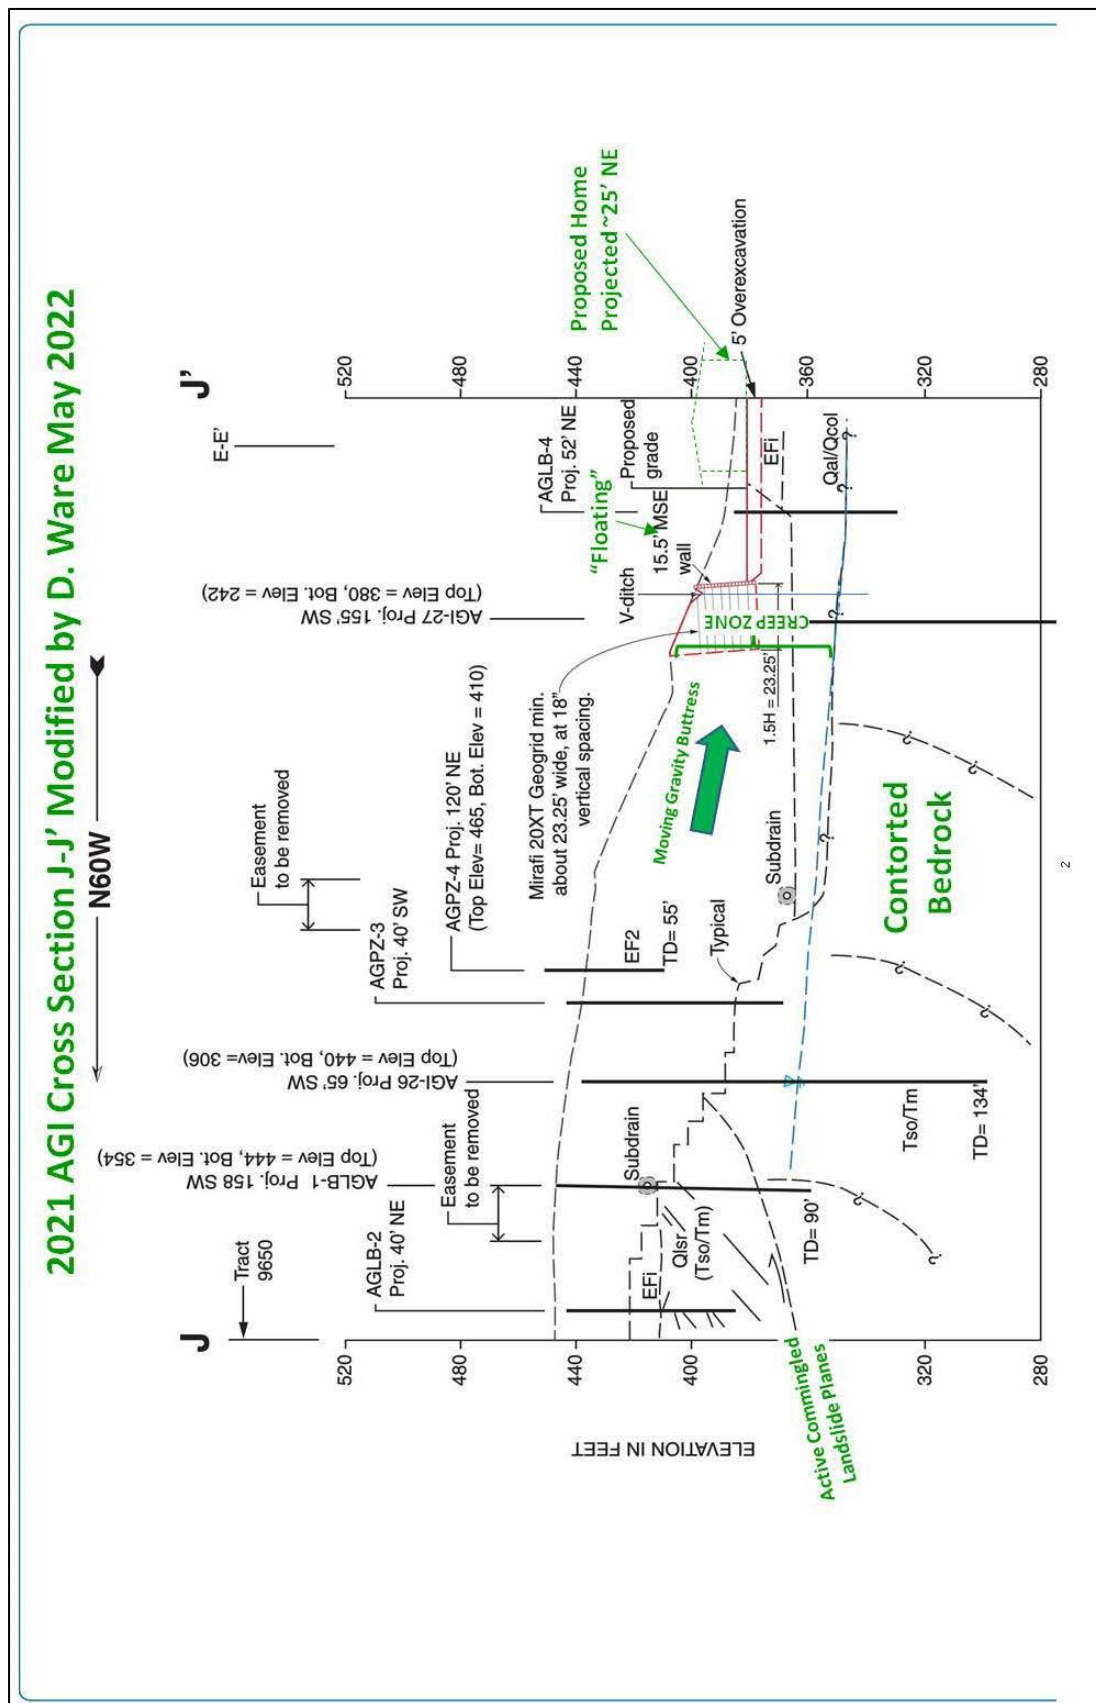 2021 AGI Cross Section J-J’ Modified by D. Ware May 2022
N60W
J
J’
Tract
9650
E-E’
AGLB-2
Proj. 40’ NE
Easement
to be removed
AGLB-1 Proj. 158 SW
(Top Elev = 444, Bot. Elev = 354)
AGI-26 Proj. 65’ SW
(Top Elev = 440, Bot. Elev= 306)
AGPZ-3
Proj. 40’ SW
Easement
to be removed
AGPZ-4 Proj. 120’ NE
(Top Elev= 465, Bot. Elev = 410)
Mirafi 20XT Geogrid min.
about 23.25’ wide, at 18”
vertical spacing.
AGI-27 Proj. 155’ SW
(Top Elev = 380, Bot. Elev = 242)
V-ditch
“Floating”
15.5’ MSE
wall
AGLB-4
Proj. 52’ NE
Proposed
grade
Proposed Home
Projected ~25’ NE
5’ Overexcavation
520
480
440
400
320
280
ELEVATION IN FEET
520
480
440
400
360
320
280
EFi
Subdrain
Qlsr
(Tso/Tm)
TD= 90’
EF2
TD= 55’
Typical
Subdrain
Moving Gravity Buttress
CREEP ZONE
1.5H = 23.25’
EFi
Qal/Qcol
?
?
?
?
?
?
?
?
?
?
?
Tso/Tm
TD= 134’
Contorted
Bedrock
Active Commingled
Landslide Planes
2